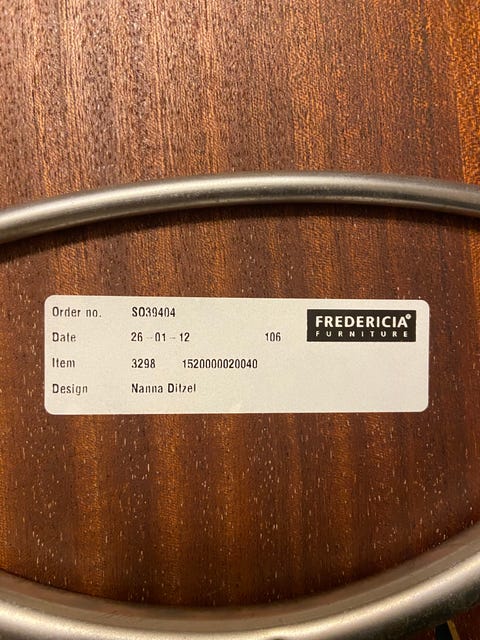 Order no. SO39404
Date 26-01-12 106
Item 3298 1520000020040
Design Nanna Ditzel
FREDERICIA®
FURNITURE